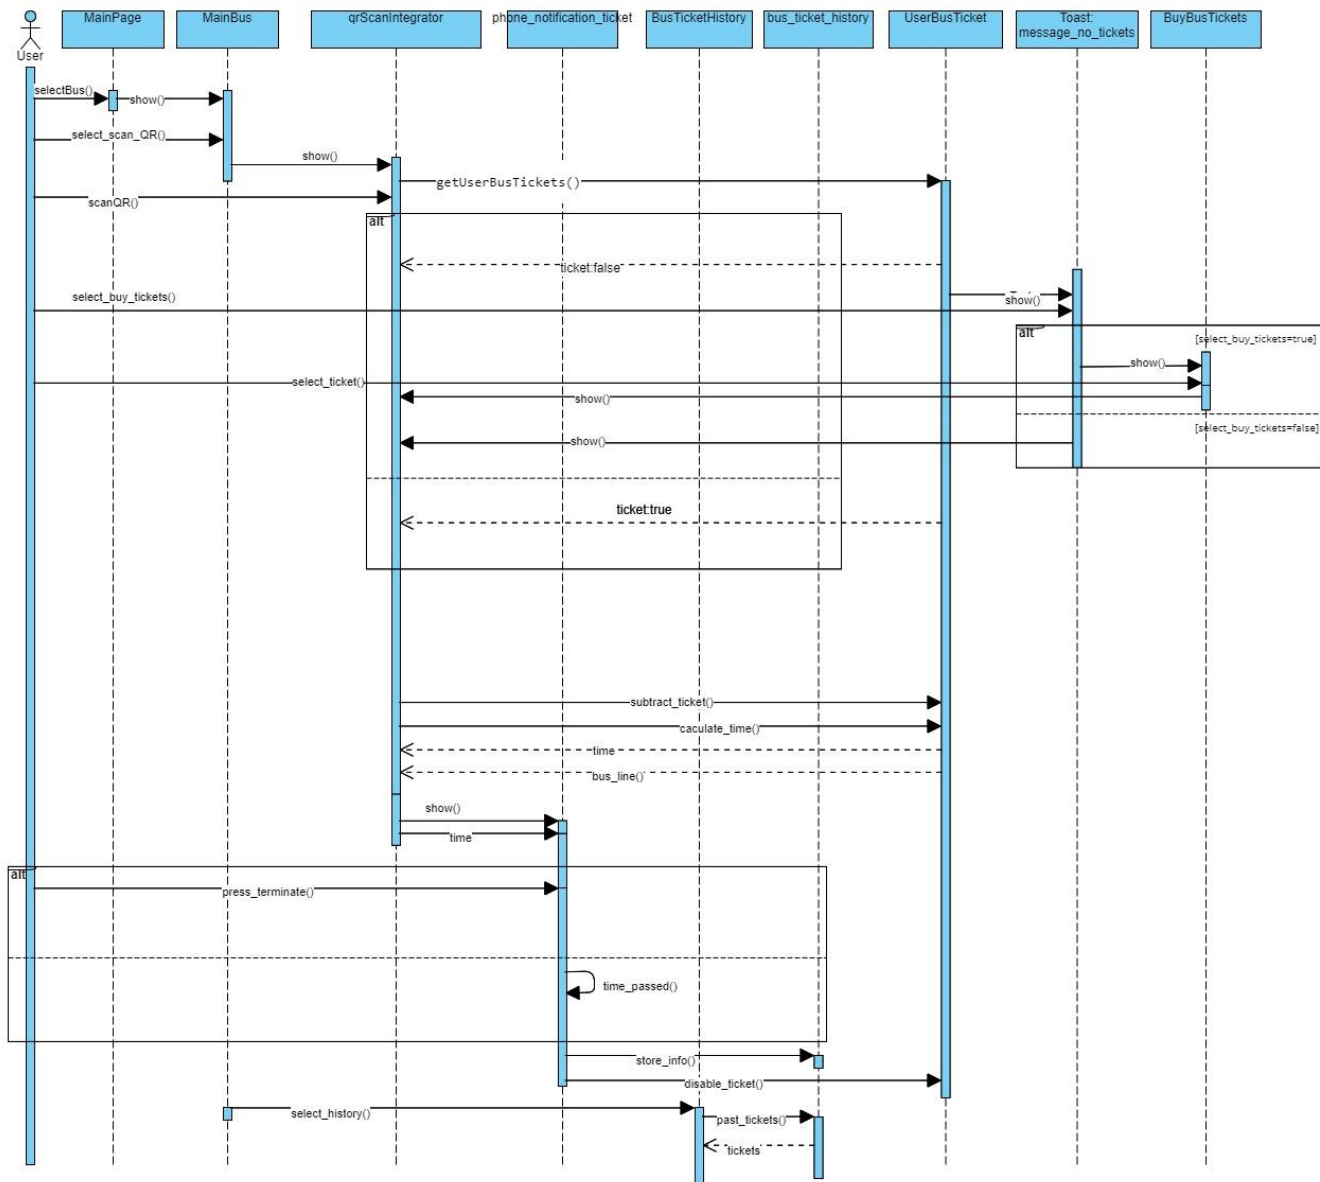 MainPage
MainBus
qrScanIntegrator
phone_notification_ticket
BusTicketHistory
bus_ticket_history
UserBusTicket
Toast:
message_no_tickets
BuyBusTickets
User
selectBus()
show()
select_scan_QR()
show()
getUserBusTickets()
scanQR()
alt
ticket:false
select_buy_tickets()
show()
alt
[select_buy_tickets=true]
show()
select_ticket()
show()
[select_buy_tickets=false]
show()
ticket:true
subtract_ticket()
caculate_time()
time
bus_line()
show()
time
alt
press_terminate()
time_passed()
store_info()
disable_ticket()
select_history()
past_tickets()
tickets